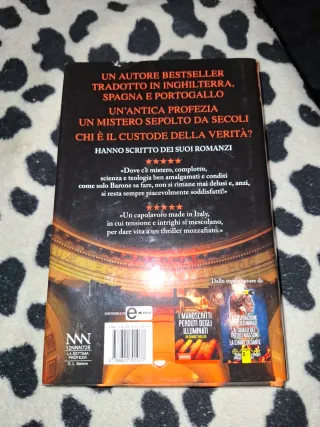 UN AUTORE BESTSELLER
TRADOTTO IN INGHILTERRA,
SPAGNA E PORTOGALLO
UN'ANTICA PROFEZIA
UN MISTERO SEPOLTO DA SECOLI
CHI È IL CUSTODE DELLA VERITÀ?
HANNO SCRITTO DEI SUOI ROMANZI
★★★★★
«Dove c'è mistero, complotto,
scienza e teologia ben amalgamati e conditi
come solo Barone sa fare, non si rimane mai delusi e, anzi,
si resta sempre piacevolmente soddisfatti!»
★★★★★
«Un capolavoro made in Italy,
in cui tensione e intrighi si mescolano,
per dare vita a un thriller mozzafiato.»
Dallo stesso autore de
I MANOSCRITTI
PERDUTI DEGLI
ILLUMINATI
LA SETTIMA
PROFEZIA
G. L. Barone